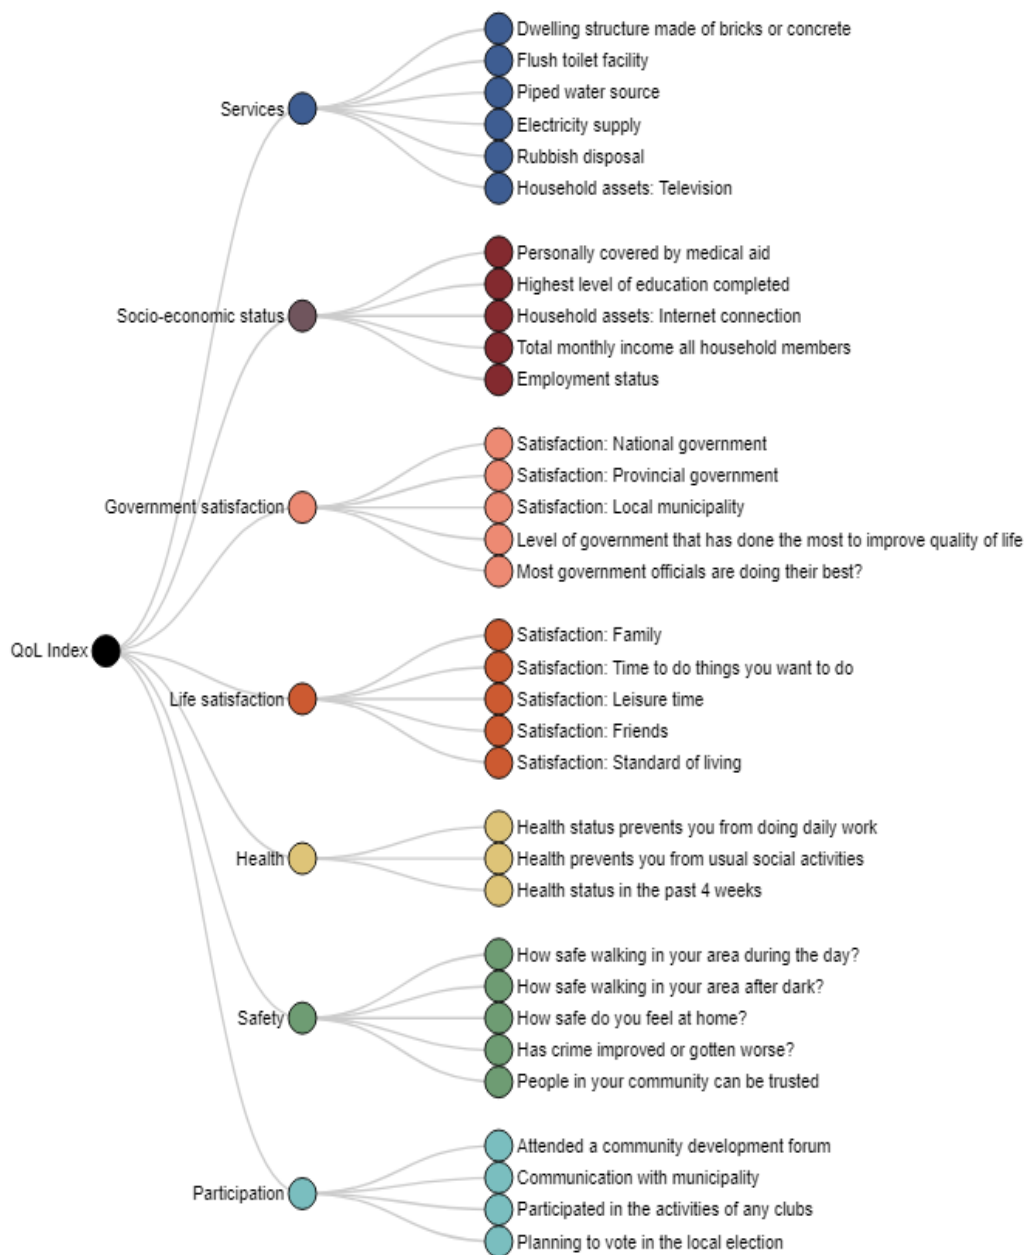 Dwelling structure made of bricks or concrete
Flush toilet facility
Piped water source
Services
Electricity supply
Rubbish disposal
Household assets: Television
Personally covered by medical aid
Highest level of education completed
Socio-economic status
Household assets: Internet connection
Total monthly income all household members
Employment status
Satisfaction: National government
Satisfaction: Provincial government
Government satisfaction
Satisfaction: Local municipality
Level of government that has done the most to improve quality of life
Most government officials are doing their best?
Satisfaction: Family
QoL Index
Satisfaction: Time to do things you want to do
Life satisfaction
Satisfaction: Leisure time
Satisfaction: Friends
Satisfaction: Standard of living
Health status prevents you from doing daily work
Health
Health prevents you from usual social activities
Health status in the past 4 weeks
How safe walking in your area during the day?
How safe walking in your area after dark?
Safety
How safe do you feel at home?
Has crime improved or gotten worse?
People in your community can be trusted
Attended a community development forum
Communication with municipality
Participation
Participated in the activities of any clubs
Planning to vote in the local election